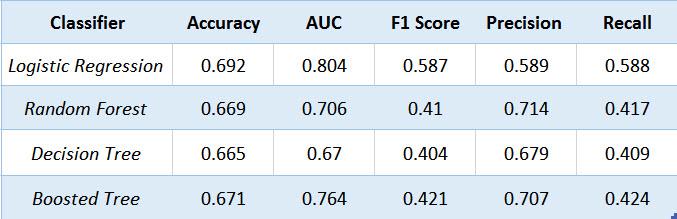 Classifier Accuracy AUC F1 Score Precision Recall
Logistic Regression 0.692 0.804 0.587 0.589 0.588
Random Forest 0.669 0.706 0.41 0.714 0.417
Decision Tree 0.665 0.67 0.404 0.679 0.409
Boosted Tree 0.671 0.764 0.421 0.707 0.424